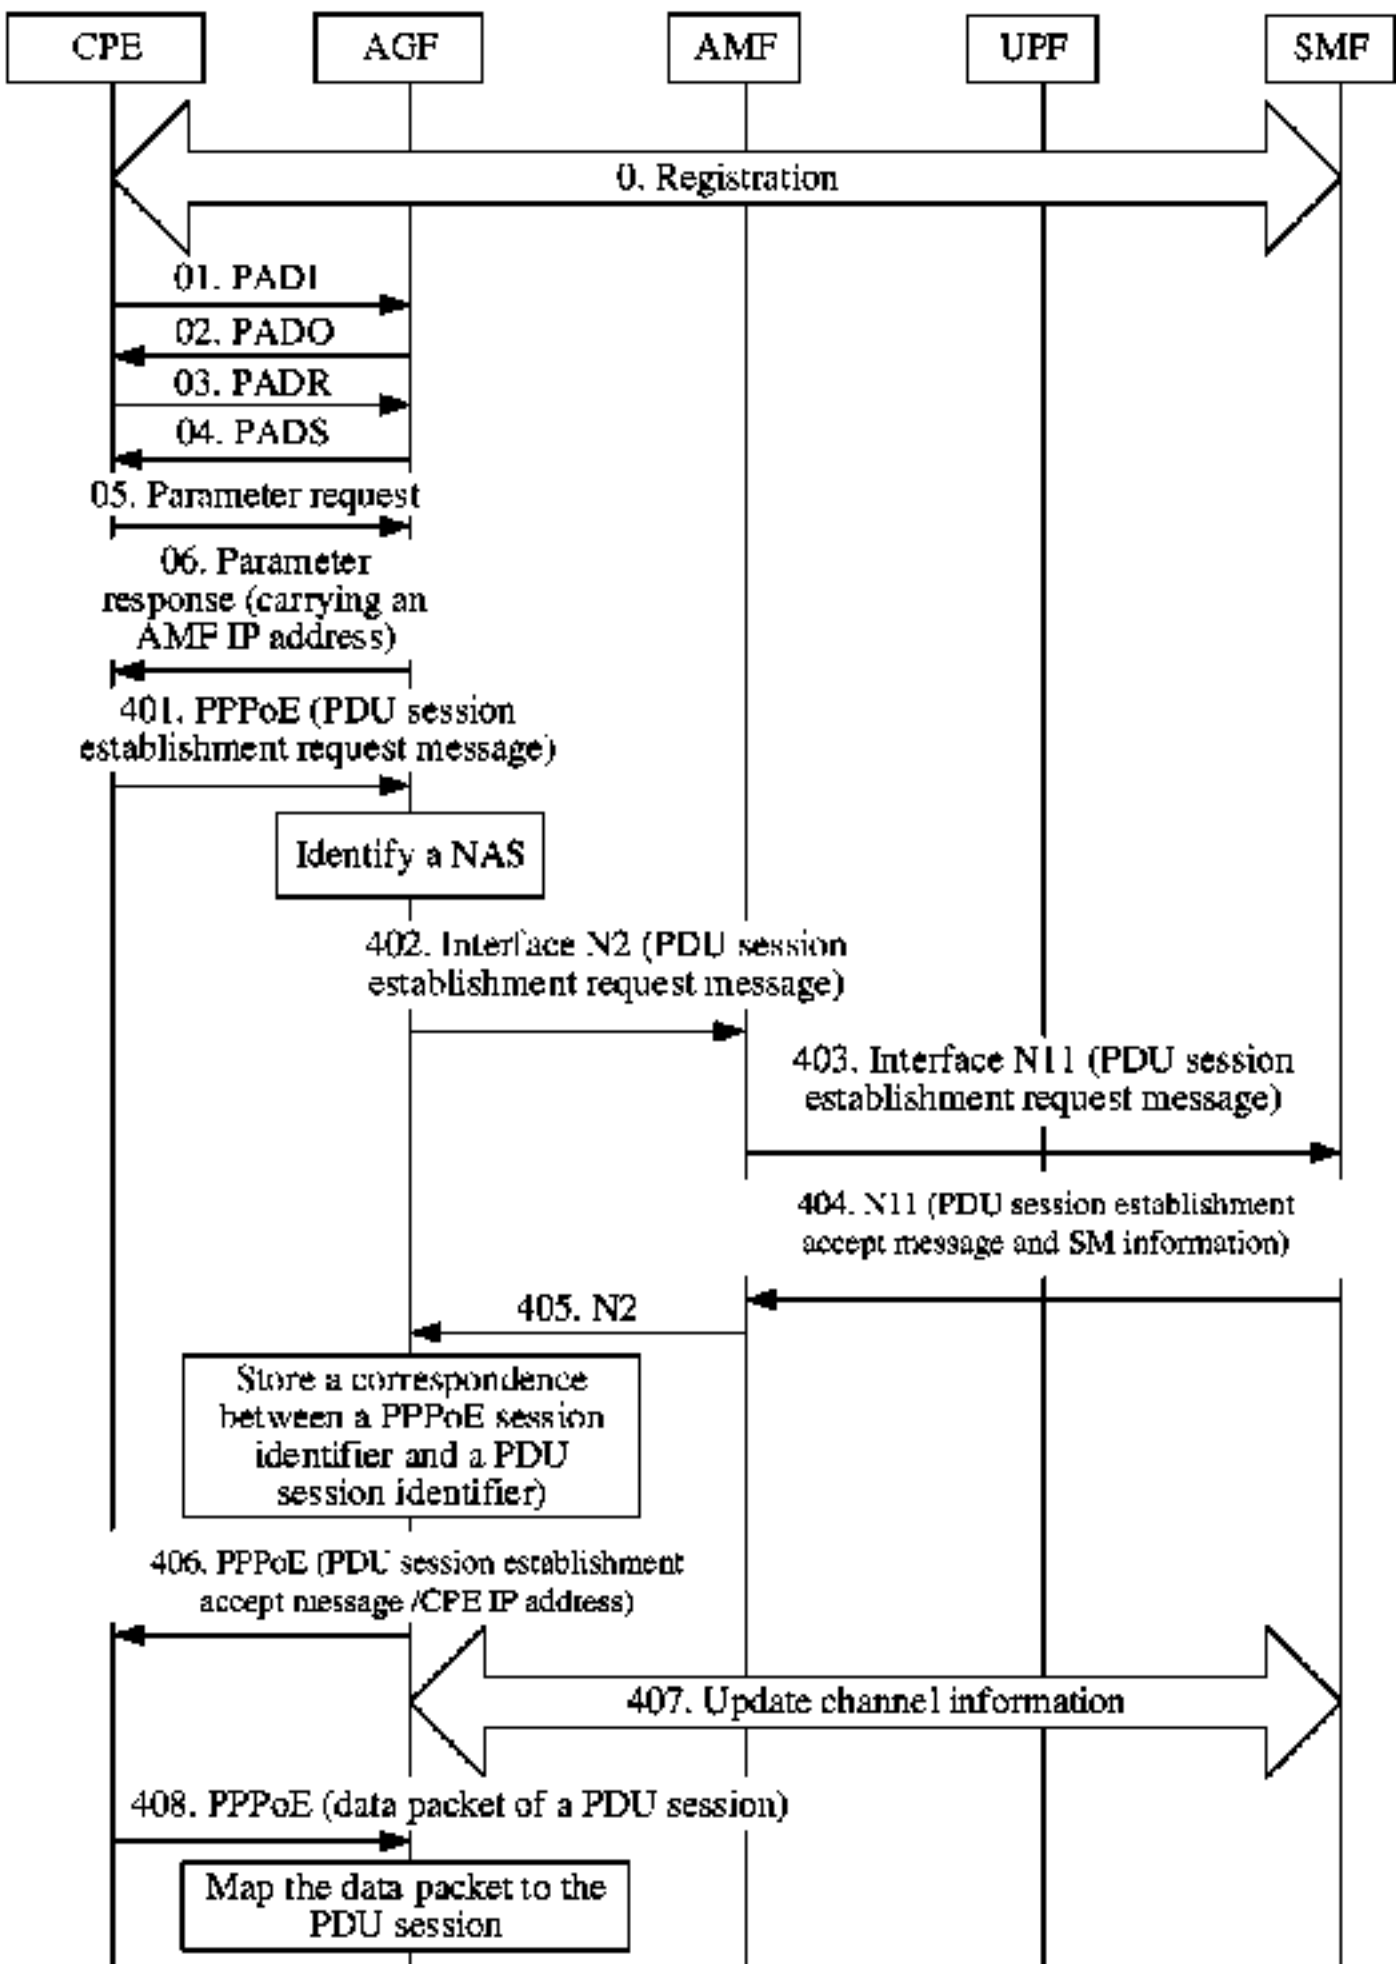 CPE
AGF
AMF
UPF
SMF
0. Registration
01. PADI
02. PADO
03. PADR
04. PADS
05. Parameter request
06. Parameter
response (carrying an
AMF IP address)
401. PPPoE (PDU session
establishment request message)
Identify a NAS
402. Interface N2 (PDU session
establishment request message)
403. Interface N11 (PDU session
establishment request message)
404. N11 (PDU session establishment
accept message and SM information)
405. N2
Store a correspondence
between a PPPoE session
identifier and a PDU
session identifier)
406. PPPoE (PDU session establishment
accept message /CPE IP address)
407. Update channel information
408. PPPoE (data packet of a PDU session)
Map the data packet to the
PDU session